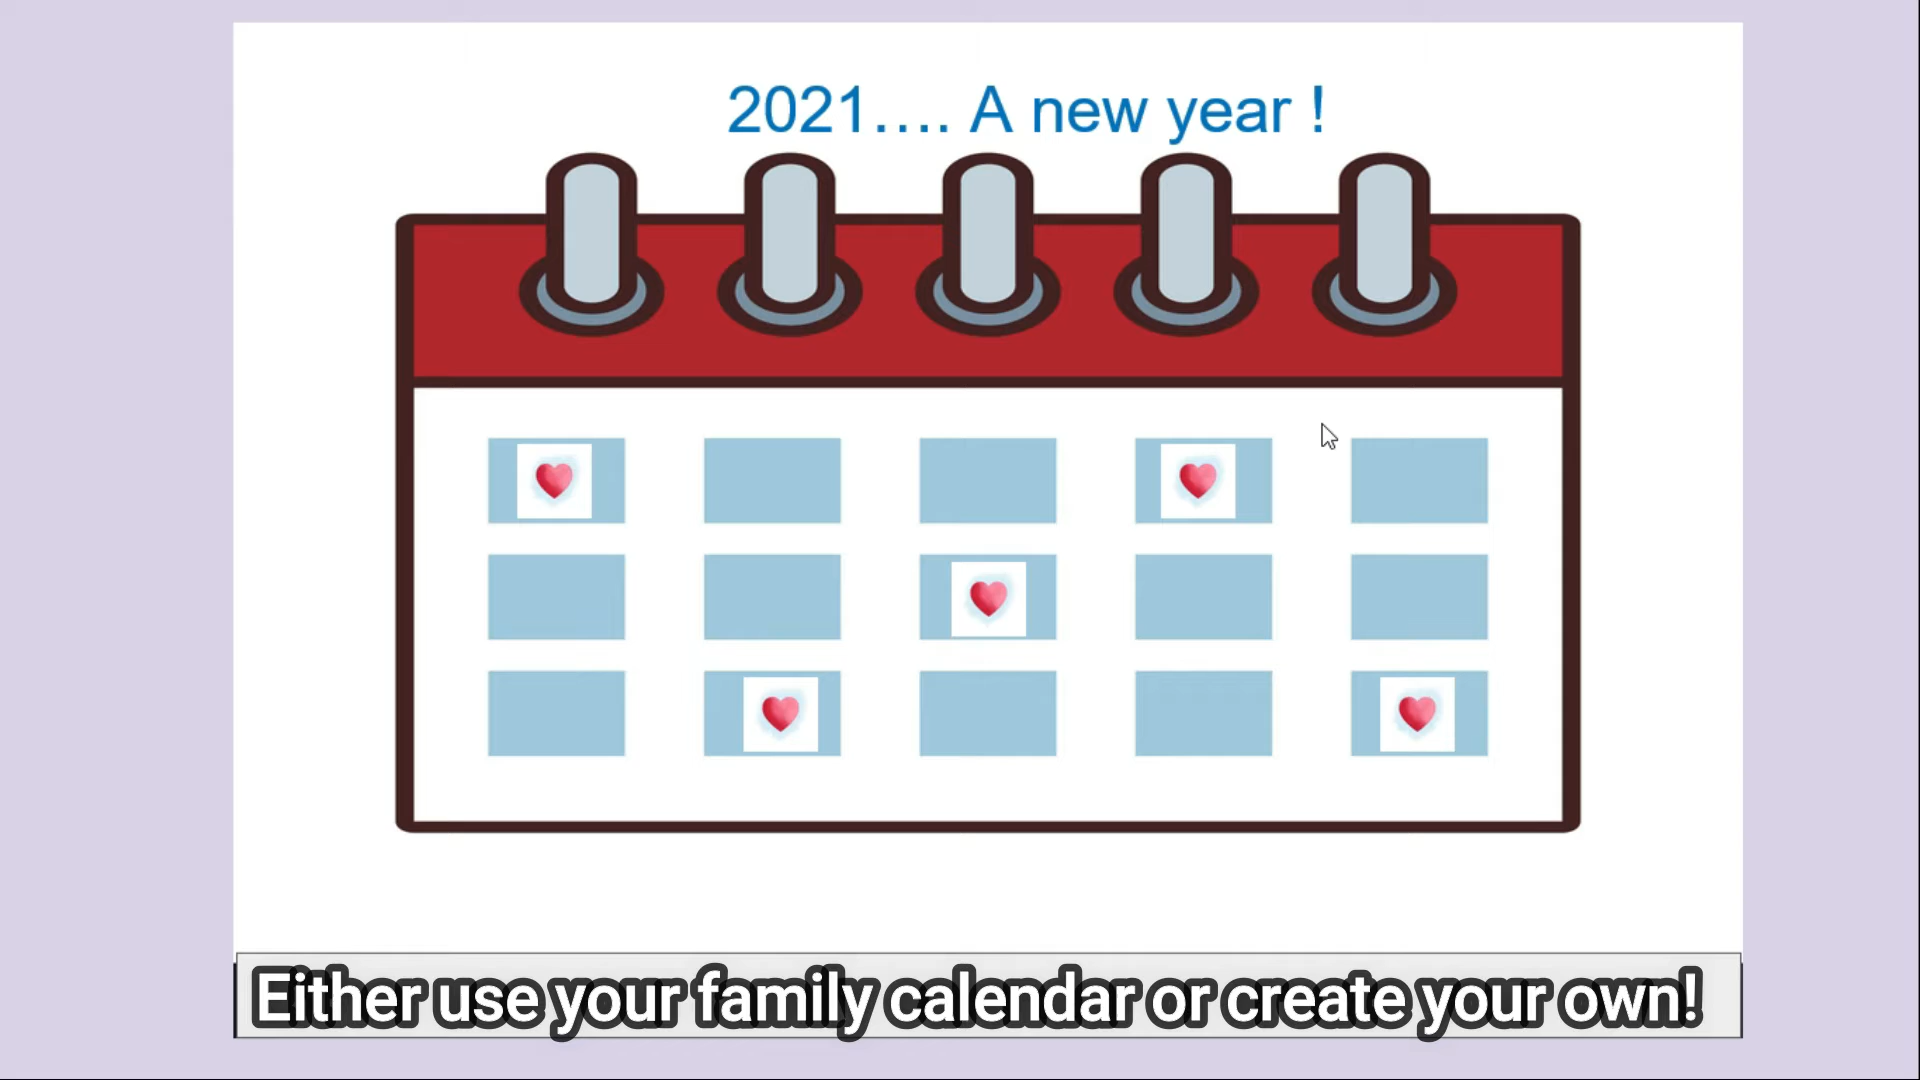 2021.... A new year !
Either use your family calendar or create your own!